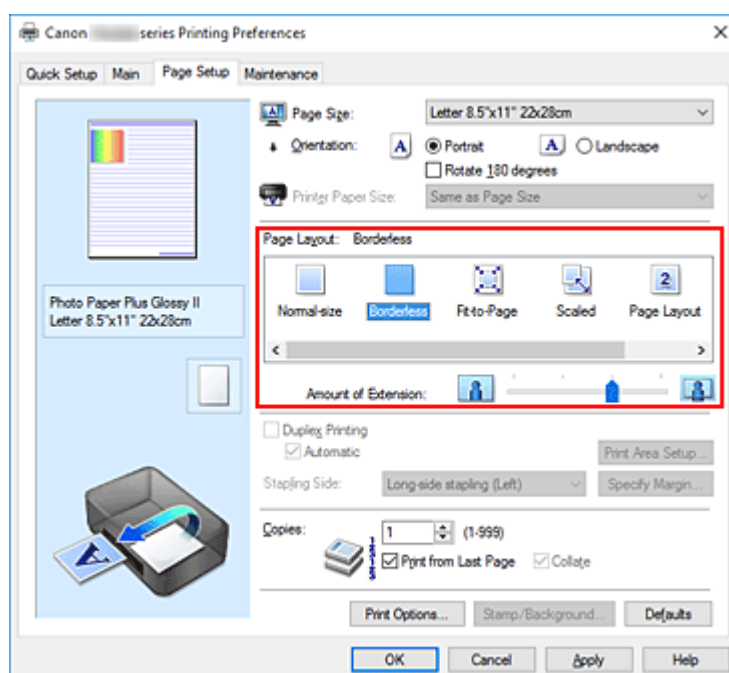 Canon series Printing Preferences
Quick Setup Main Page Setup Maintenance
Page Size: Letter 8.5"x11" 22x28cm
Orientation: A Portrait A Landscape
Rotate 180 degrees
Printer Paper Size: Same as Page Size
Page Layout: Borderless
2
Normal-size Borderless Fit-to-Page Scaled Page Layout
Photo Paper Plus Glossy II
Letter 8.5"x11" 22x28cm
Amount of Extension:
Duplex Printing
Automatic Print Area Setup...
Stapling Side: Long-side stapling (Left) Specify Margin...
Copies: 1 (1-999)
Print from Last Page Collate
A
Print Options... Stamp/Background... Defaults
OK Cancel Apply Help